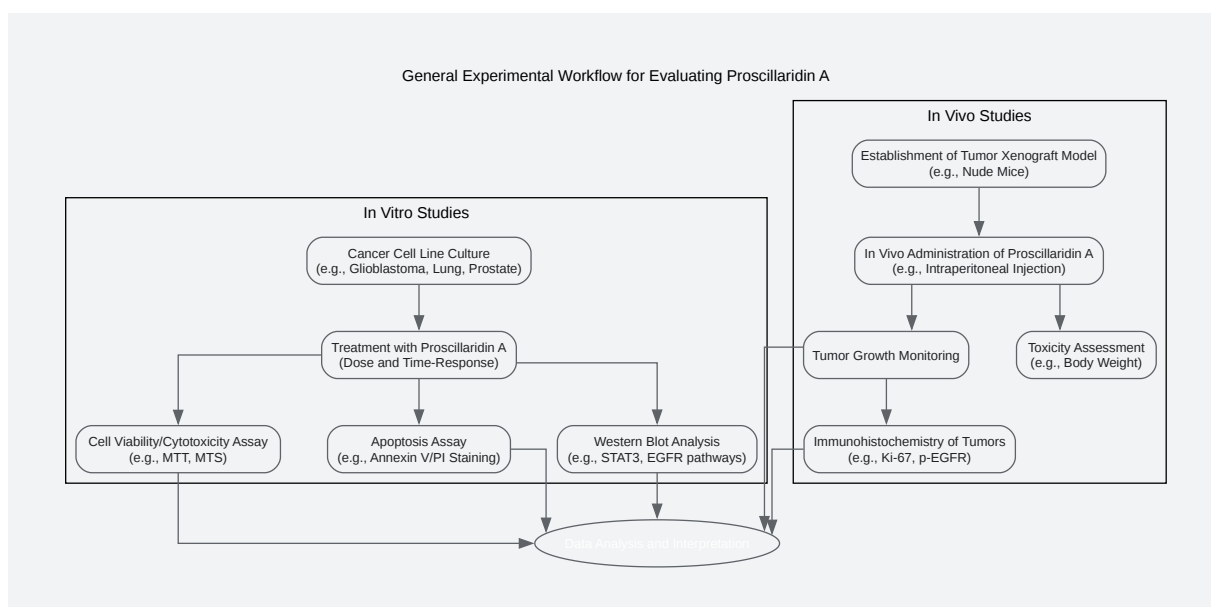 General Experimental Workflow for Evaluating Proscillaridin A
In Vivo Studies
Establishment of Tumor Xenograft Model
(e.g., Nude Mice)
In Vivo Administration of Proscillaridin A
(e.g., Intraperitoneal Injection)
Tumor Growth Monitoring
Toxicity Assessment
(e.g., Body Weight)
Immunohistochemistry of Tumors
(e.g., Ki-67, p-EGFR)
In Vitro Studies
Cancer Cell Line Culture
(e.g., Glioblastoma, Lung, Prostate)
Treatment with Proscillaridin A
(Dose and Time-Response)
Cell Viability/Cytotoxicity Assay
(e.g., MTT, MTS)
Apoptosis Assay
(e.g., Annexin V/PI Staining)
Western Blot Analysis
(e.g., STAT3, EGFR pathways)
Data Analysis and Interpretation